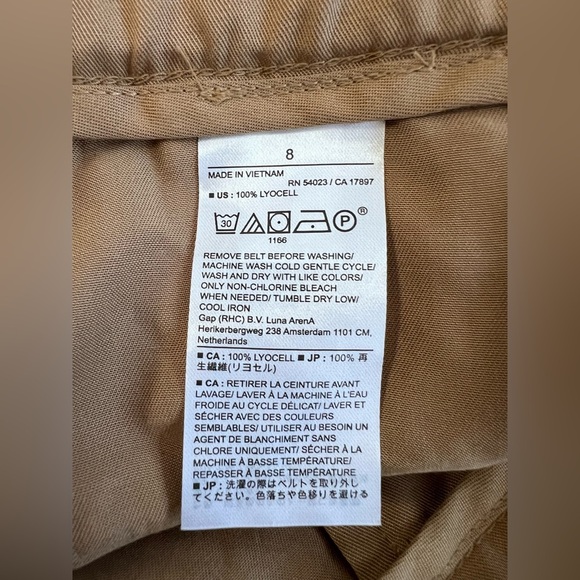 8
MADE IN VIETNAM
RN 54023 / CA 17897
■ US : 100% LYOCELL
30 P ®
1166
REMOVE BELT BEFORE WASHING/
MACHINE WASH COLD GENTLE CYCLE/
WASH AND DRY WITH LIKE COLORS/
ONLY NON-CHLORINE BLEACH
WHEN NEEDED/ TUMBLE DRY LOW/
COOL IRON
Gap (RHC) B.V. Luna ArenA
Herikerbergweg 238 Amsterdam 1101 CM,
Netherlands
■ CA : 100% LYOCELL ■ JP : 100% 再
生繊維(リヨセル)
■ CA : RETIRER LA CEINTURE AVANT
LAVAGE/ LAVER À LA MACHINE À L'EAU
FROIDE AU CYCLE DÉLICAT/ LAVER ET
SÉCHER AVEC DES COULEURS
SEMBLABLES/ UTILISER AU BESOIN UN
AGENT DE BLANCHIMENT SANS
CHLORE UNIQUEMENT/ SÉCHER À LA
MACHINE À BASSE TEMPÉRATURE/
REPASSER À BASSE TEMPÉRATURE
■ JP : 洗濯の際はベルトを取り外し
てください。色落ちや色移りを避ける